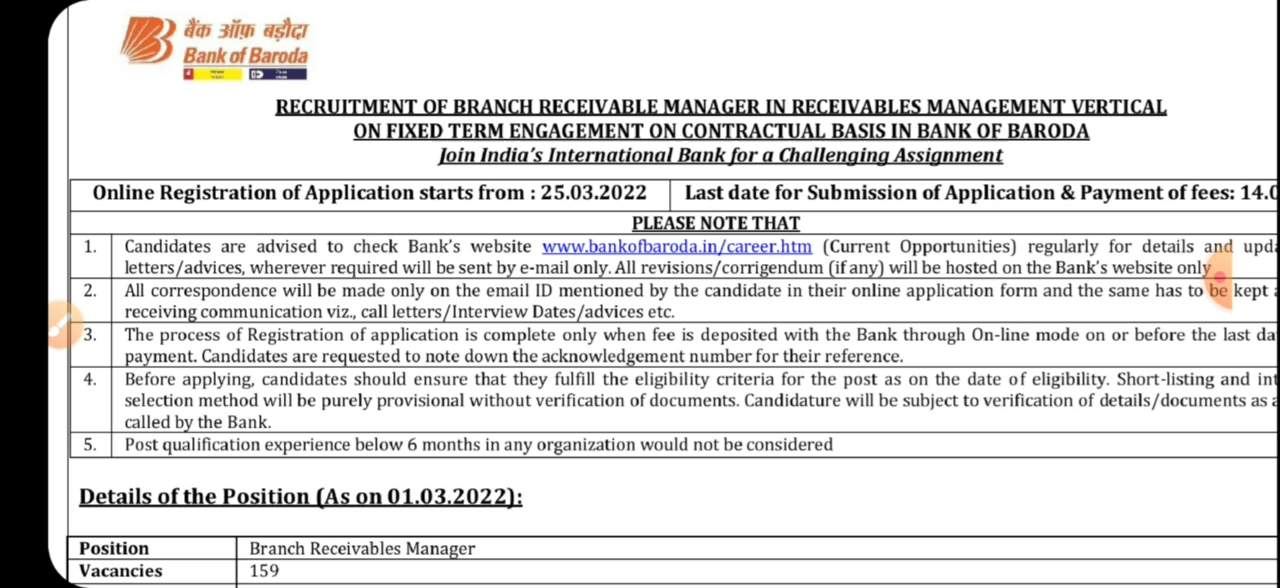 बैंक ऑफ़ बड़ौदा
Bank of Baroda
RECRUITMENT OF BRANCH RECEIVABLE MANAGER IN RECEIVABLES MANAGEMENT VERTICAL
ON FIXED TERM ENGAGEMENT ON CONTRACTUAL BASIS IN BANK OF BARODA
Join India's International Bank for a Challenging Assignment
Online Registration of Application starts from : 25.03.2022 Last date for Submission of Application & Payment of fees: 14.0
PLEASE NOTE THAT
1. Candidates are advised to check Bank's website www.bankofbaroda.in/career.htm (Current Opportunities) regularly for details and upda
letters/advices, wherever required will be sent by e-mail only. All revisions/corrigendum (if any) will be hosted on the Bank's website only
2. All correspondence will be made only on the email ID mentioned by the candidate in their online application form and the same has to be kept a
receiving communication viz., call letters/Interview Dates/advices etc.
3. The process of Registration of application is complete only when fee is deposited with the Bank through On-line mode on or before the last da
payment. Candidates are requested to note down the acknowledgement number for their reference.
4. Before applying, candidates should ensure that they fulfill the eligibility criteria for the post as on the date of eligibility. Short-listing and int
selection method will be purely provisional without verification of documents. Candidature will be subject to verification of details/documents as a
called by the Bank.
5. Post qualification experience below 6 months in any organization would not be considered
Details of the Position (As on 01.03.2022):
Position Branch Receivables Manager
Vacancies 159